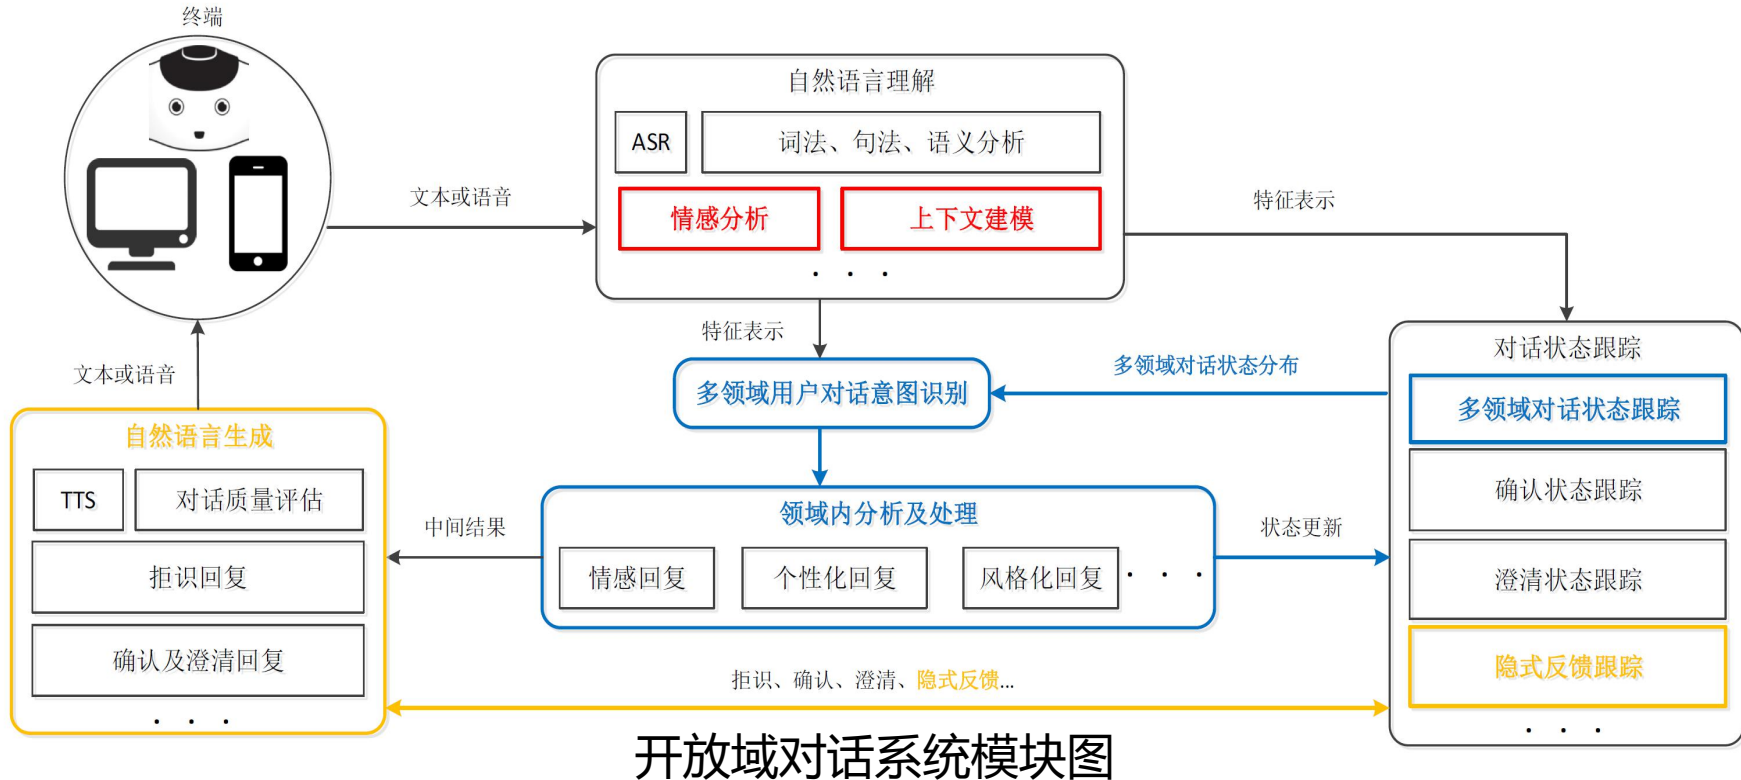 终端
自然语言理解
ASR
词法、句法、语义分析
情感分析
上下文建模
. . .
文本或语音
特征表示
特征表示
多领域用户对话意图识别
多领域对话状态分布
对话状态跟踪
多领域对话状态跟踪
确认状态跟踪
澄清状态跟踪
隐式反馈跟踪
. . .
文本或语音
自然语言生成
TTS
对话质量评估
拒识回复
确认及澄清回复
. . .
中间结果
领域内分析及处理
情感回复
个性化回复
风格化回复
. . .
状态更新
拒识、确认、澄清、隐式反馈...
开放域对话系统模块图